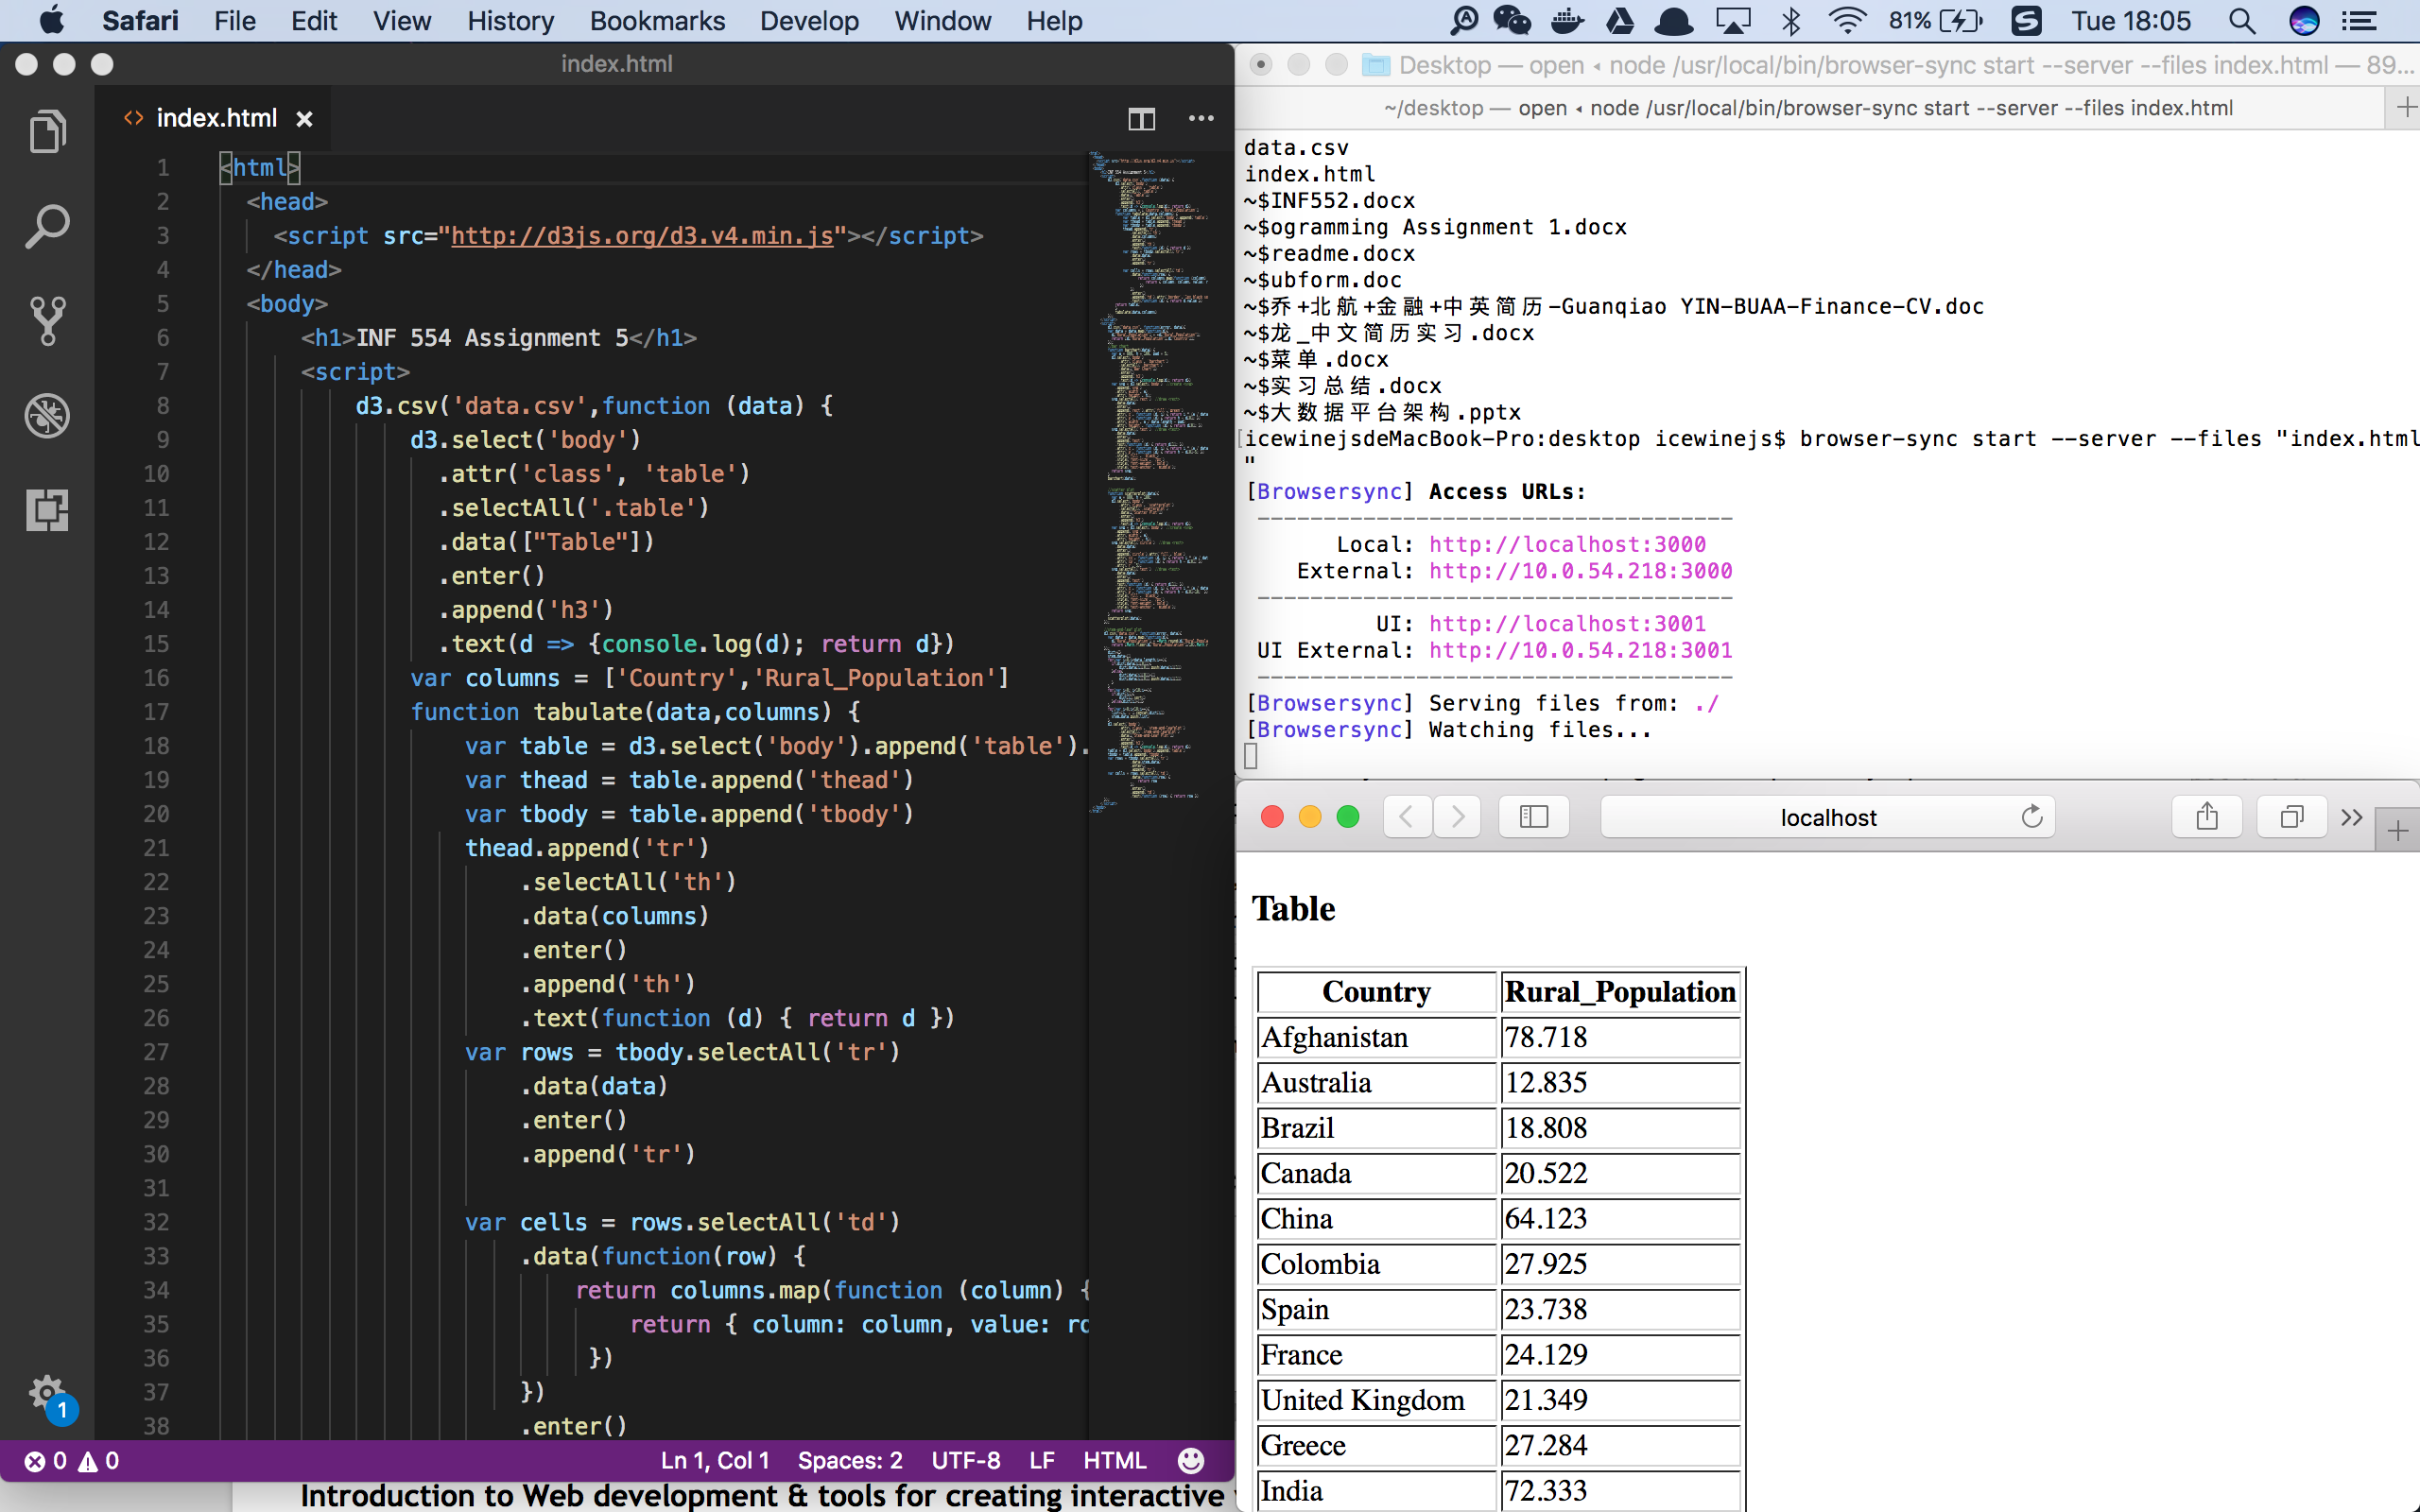 Safari File Edit View History Bookmarks Develop Window Help 81% Tue 18:05
index.html
<> index.html ×
1 <html>
2 <head>
3 <script src="http://d3js.org/d3.v4.min.js"></script>
4 </head>
5 <body>
6 <h1>INF 554 Assignment 5</h1>
7 <script>
8 d3.csv('data.csv',function (data) {
9 d3.select('body')
10 .attr('class', 'table')
11 .selectAll('.table')
12 .data(["Table"])
13 .enter()
14 .append('h3')
15 .text(d => {console.log(d); return d})
16 var columns = ['Country','Rural_Population']
17 function tabulate(data,columns) {
18 var table = d3.select('body').append('table').
19 var thead = table.append('thead')
20 var tbody = table.append('tbody')
21 thead.append('tr')
22 .selectAll('th')
23 .data(columns)
24 .enter()
25 .append('th')
26 .text(function (d) { return d })
27 var rows = tbody.selectAll('tr')
28 .data(data)
29 .enter()
30 .append('tr')
31
32 var cells = rows.selectAll('td')
33 .data(function(row) {
34 return columns.map(function (column) {
35 return { column: column, value: ro
36 })
37 })
38 .enter()
0 0 Ln 1, Col 1 Spaces: 2 UTF-8 LF HTML
1
Introduction to Web development & tools for creating interactive
Desktop — open ◂ node /usr/local/bin/browser-sync start --server --files index.html — 89...
~/desktop — open ◂ node /usr/local/bin/browser-sync start --server --files index.html
data.csv
index.html
~$INF552.docx
~$ogramming Assignment 1.docx
~$readme.docx
~$ubform.doc
~$乔+北航+金融+中英简历-Guanqiao YIN-BUAA-Finance-CV.doc
~$龙_中文简历实习.docx
~$菜单.docx
~$实习总结.docx
~$大数据平台架构.pptx
[icewinejsdeMacBook-Pro:desktop icewinejs$ browser-sync start --server --files "index.html
"
[Browsersync] Access URLs:
------------------------------------
Local: http://localhost:3000
External: http://10.0.54.218:3000
------------------------------------
UI: http://localhost:3001
UI External: http://10.0.54.218:3001
------------------------------------
[Browsersync] Serving files from: ./
[Browsersync] Watching files...
localhost
Table
Country Rural_Population
Afghanistan 78.718
Australia 12.835
Brazil 18.808
Canada 20.522
China 64.123
Colombia 27.925
Spain 23.738
France 24.129
United Kingdom 21.349
Greece 27.284
India 72.333